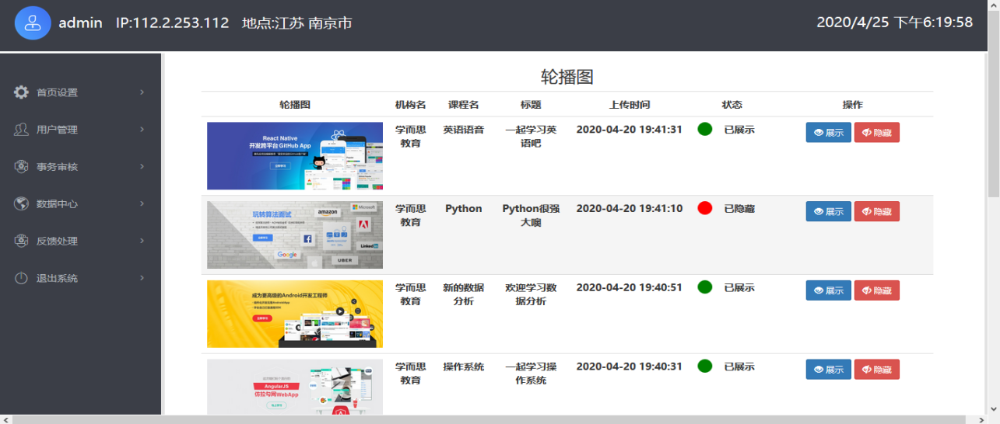 admin IP:112.2.253.112 地点:江苏 南京市 2020/4/25 下午6:19:58
首页设置
用户管理
事务审核
数据中心
反馈处理
退出系统
轮播图
轮播图 机构名 课程名 标题 上传时间 状态 操作
React Native
开发跨平台 GitHub App
学而思
教育
英语语音
一起学习英
语吧
2020-04-20 19:41:31
已展示
展示 隐藏
玩转算法面试
amazon
Microsoft
Google
LinkedIn
UBER
学而思
教育
Python
Python很强
大噢
2020-04-20 19:41:10
已隐藏
展示 隐藏
成为更高级的Android开发工程师
学而思
教育
新的数据
分析
欢迎学习数
据分析
2020-04-20 19:40:51
已展示
展示 隐藏
AngularJS
仿拉勾网WebApp
学而思
教育
操作系统
一起学习操
作系统
2020-04-20 19:40:31
已展示
展示 隐藏